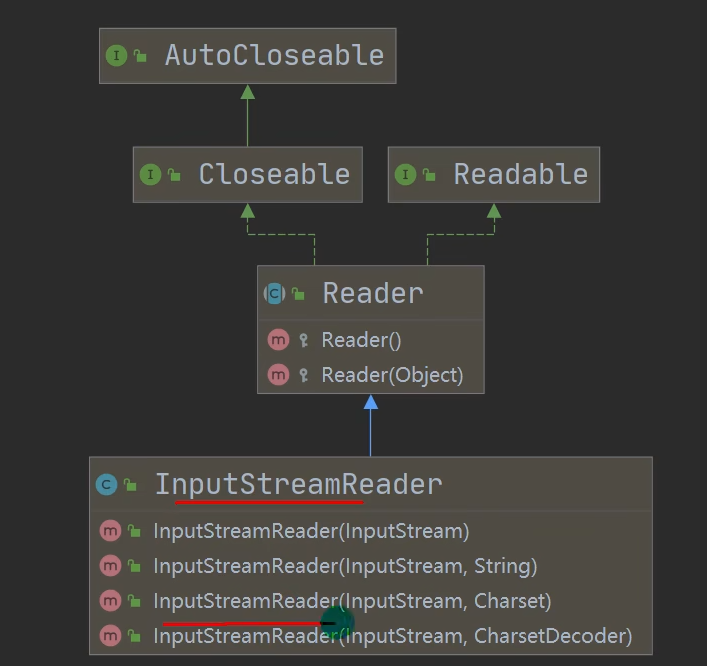 I AutoCloseable
I Closeable
I Readable
C Reader
m Reader()
m Reader(Object)
C InputStreamReader
m InputStreamReader(InputStream)
m InputStreamReader(InputStream, String)
m InputStreamReader(InputStream, Charset)
m InputStreamReader(InputStream, CharsetDecoder)